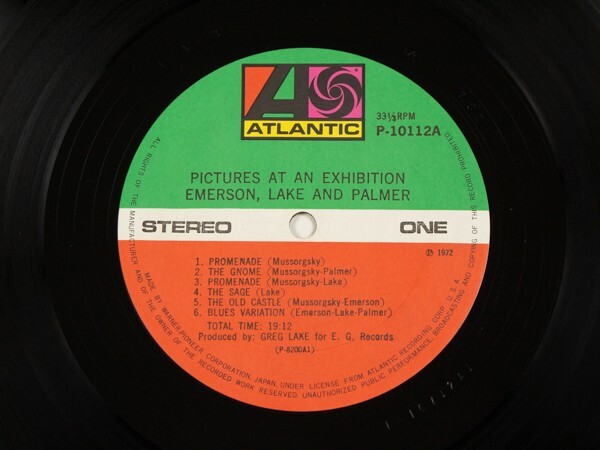 ATLANTIC
33⅓RPM
P-10112A
PICTURES AT AN EXHIBITION
EMERSON, LAKE AND PALMER
STEREO ONE
℗ 1972
1. PROMENADE (Mussorgsky)
2. THE GNOME (Mussorgsky-Palmer)
3. PROMENADE (Mussorgsky-Lake)
4. THE SAGE (Lake)
5. THE OLD CASTLE (Mussorgsky-Emerson)
6. BLUES VARIATION (Emerson-Lake-Palmer)
TOTAL TIME: 19:12
Produced by: GREG LAKE for E. G. Records
(P-8200A1)
MADE BY WARNER-PIONEER CORPORATION, JAPAN, UNDER LICENSE FROM ATLANTIC RECORDING CORP., U.S.A.
ALL RIGHTS OF THE MANUFACTURER AND OF THE OWNER OF THE RECORDED WORK RESERVED UNAUTHORIZED PUBLIC PERFORMANCE, BROADCASTING AND COPYING OF THIS RECORD PROHIBITED